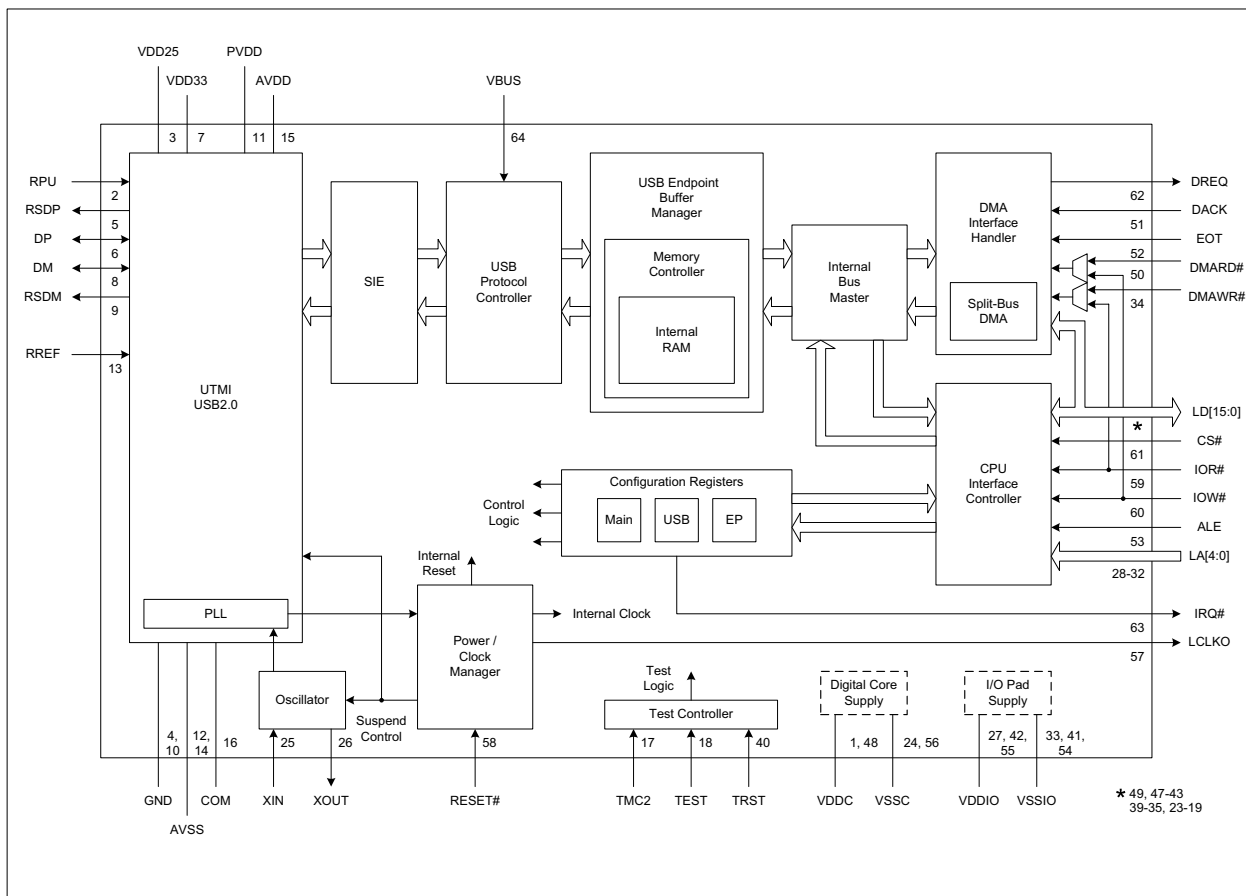 VDD25
PVDD
VDD33
AVDD
VBUS
3
7
11
15
64
RPU
2
RSDP
5
DP
6
DM
8
RSDM
9
RREF
13
UTMI
USB2.0
SIE
USB
Protocol
Controller
USB Endpoint
Buffer
Manager
Memory
Controller
Internal
RAM
Internal
Bus
Master
DMA
Interface
Handler
Split-Bus
DMA
DREQ
62
DACK
51
EOT
52
DMARD#
50
DMAWR#
34
LD[15:0]
*
CS#
61
IOR#
59
IOW#
60
ALE
53
LA[4:0]
28-32
CPU
Interface
Controller
Configuration Registers
Main
USB
EP
Control
Logic
Internal
Reset
PLL
Internal Clock
IRQ#
63
LCLKO
57
Power /
Clock
Manager
Oscillator
Suspend
Control
Test
Logic
Test Controller
Digital Core
Supply
I/O Pad
Supply
4,
10
12,
14
16
25
26
58
17
18
40
1, 48
24, 56
27, 42,
55
33, 41,
54
GND
COM
XIN
XOUT
RESET#
TMC2
TEST
TRST
VDDC
VSSC
VDDIO
VSSIO
AVSS
* 49, 47-43
39-35, 23-19